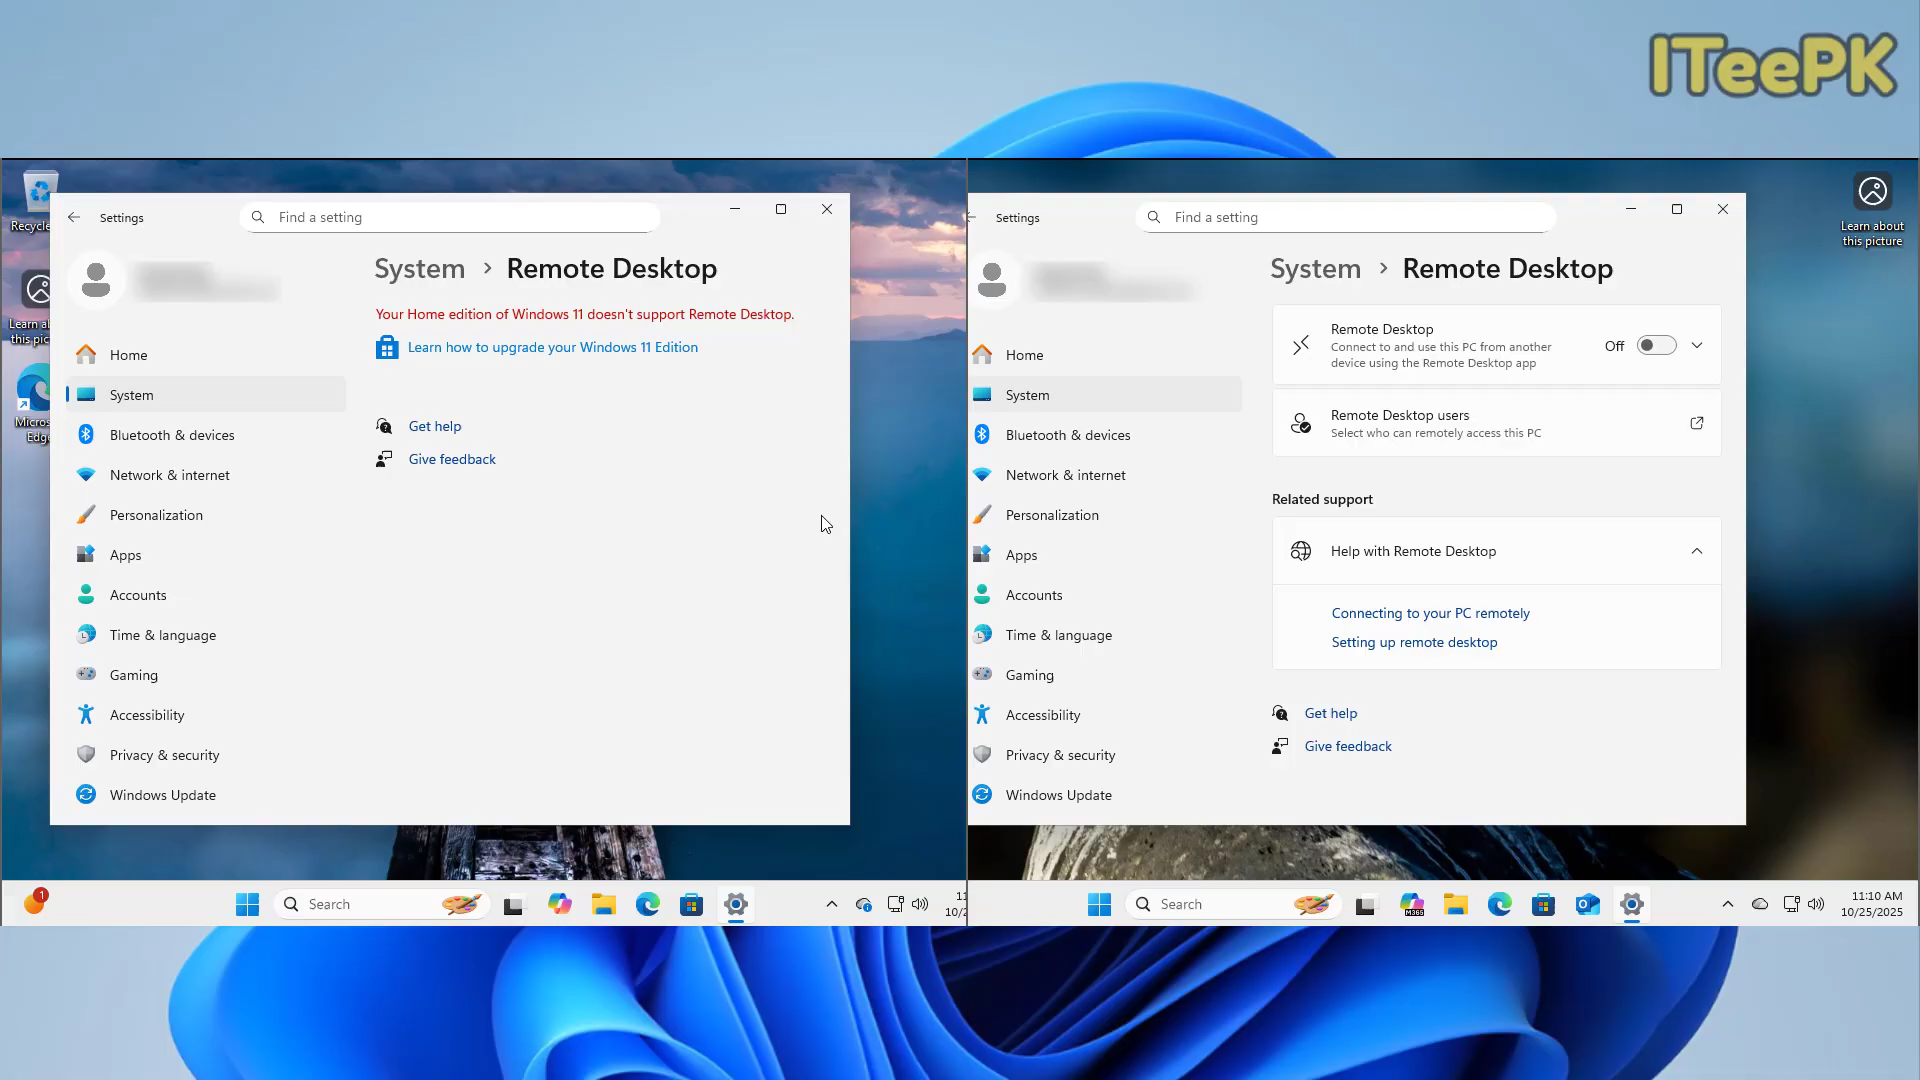 ITeePK
Recycle
Learn ab
this pic
Micros
Edge
Settings
Find a setting
System > Remote Desktop
Your Home edition of Windows 11 doesn't support Remote Desktop.
Learn how to upgrade your Windows 11 Edition
Get help
Give feedback
Home
System
Bluetooth & devices
Network & internet
Personalization
Apps
Accounts
Time & language
Gaming
Accessibility
Privacy & security
Windows Update
1
Search
11:
10/2
Settings
Find a setting
Learn about
this picture
System > Remote Desktop
Remote Desktop
Connect to and use this PC from another
device using the Remote Desktop app
Off
Remote Desktop users
Select who can remotely access this PC
Related support
Help with Remote Desktop
Connecting to your PC remotely
Setting up remote desktop
Get help
Give feedback
Home
System
Bluetooth & devices
Network & internet
Personalization
Apps
Accounts
Time & language
Gaming
Accessibility
Privacy & security
Windows Update
Search
M365
11:10 AM
10/25/2025